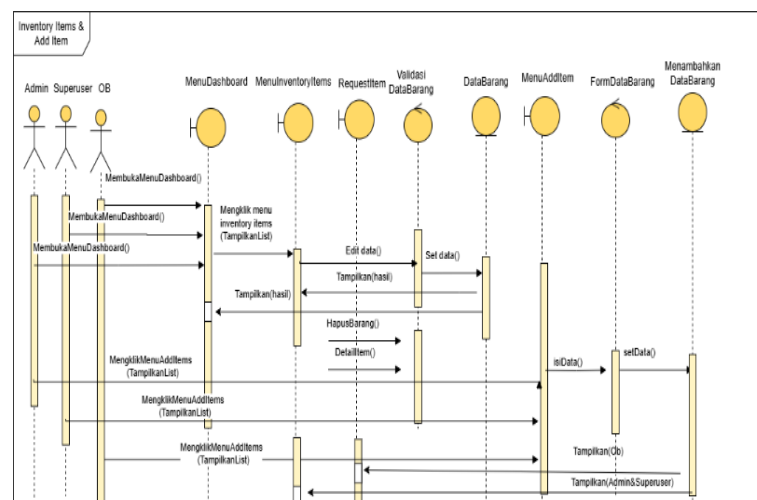 Inventory Items &
Add Item
Admin
Superuser
OB
MenuDashboard
MenuInventoryItems
RequestItem
Validasi
DataBarang
DataBarang
MenuAddItem
FormDataBarang
Menambahkan
DataBarang
MembukaMenuDashboard()
MembukaMenuDashboard()
MembukaMenuDashboard()
Mengklik menu
inventory items
(TampilkanList)
Edit data()
Set data()
Tampilkan(hasil)
Tampilkan(hasil)
HapusBarang()
DetailItem()
MengklikMenuAddItems
(TampilkanList)
isiData()
setData()
MengklikMenuAddItems
(TampilkanList)
MengklikMenuAddItems
(TampilkanList)
Tampilkan(Ob)
Tampilkan(Admin&Superuser)